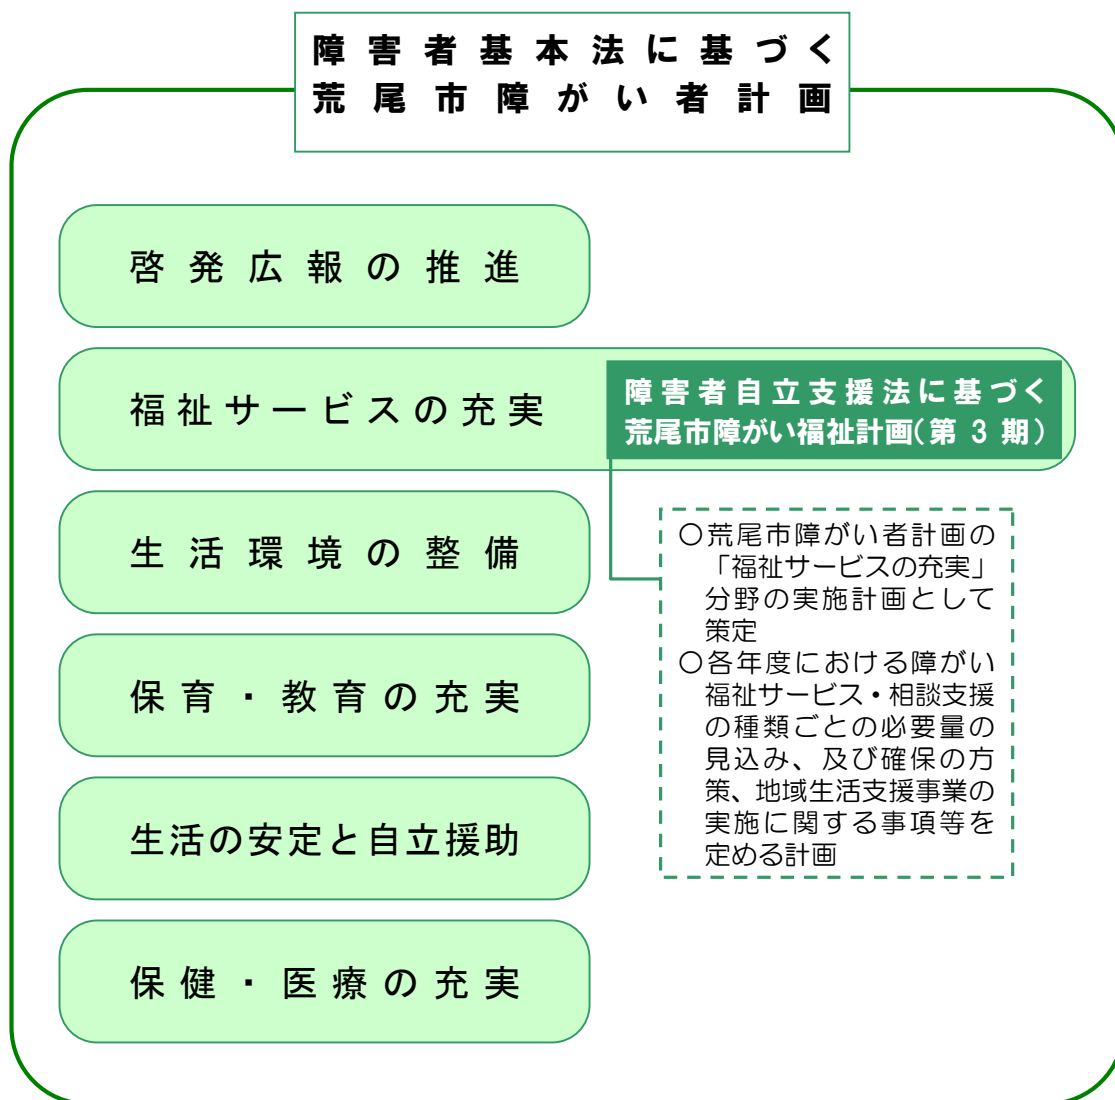 障害者基本法に基づく
荒尾市障がい者計画
啓発広報の推進
福祉サービスの充実
障害者自立支援法に基づく
荒尾市障がい福祉計画(第3期)
生活環境の整備
〇荒尾市障がい者計画の
「福祉サービスの充実」
分野の実施計画として
策定
〇各年度における障がい
福祉サービス・相談支援
の種類ごとの必要量の
見込み、及び確保の方
策、地域生活支援事業の
実施に関する事項等を
定める計画
保育・教育の充実
生活の安定と自立援助
保健・医療の充実